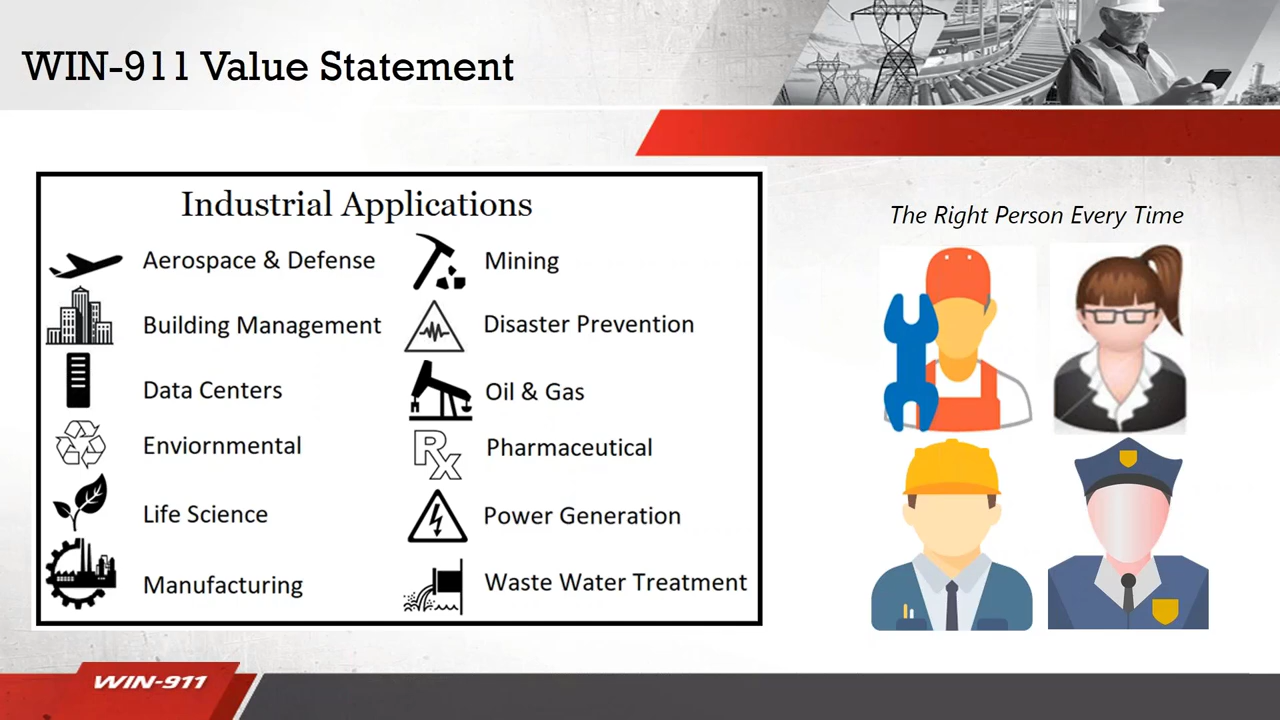 WIN-911 Value Statement
Industrial Applications
Aerospace & Defense
Building Management
Data Centers
Enviornmental
Life Science
Manufacturing
Mining
Disaster Prevention
Oil & Gas
Rx
Pharmaceutical
Power Generation
Waste Water Treatment
The Right Person Every Time
WIN-911